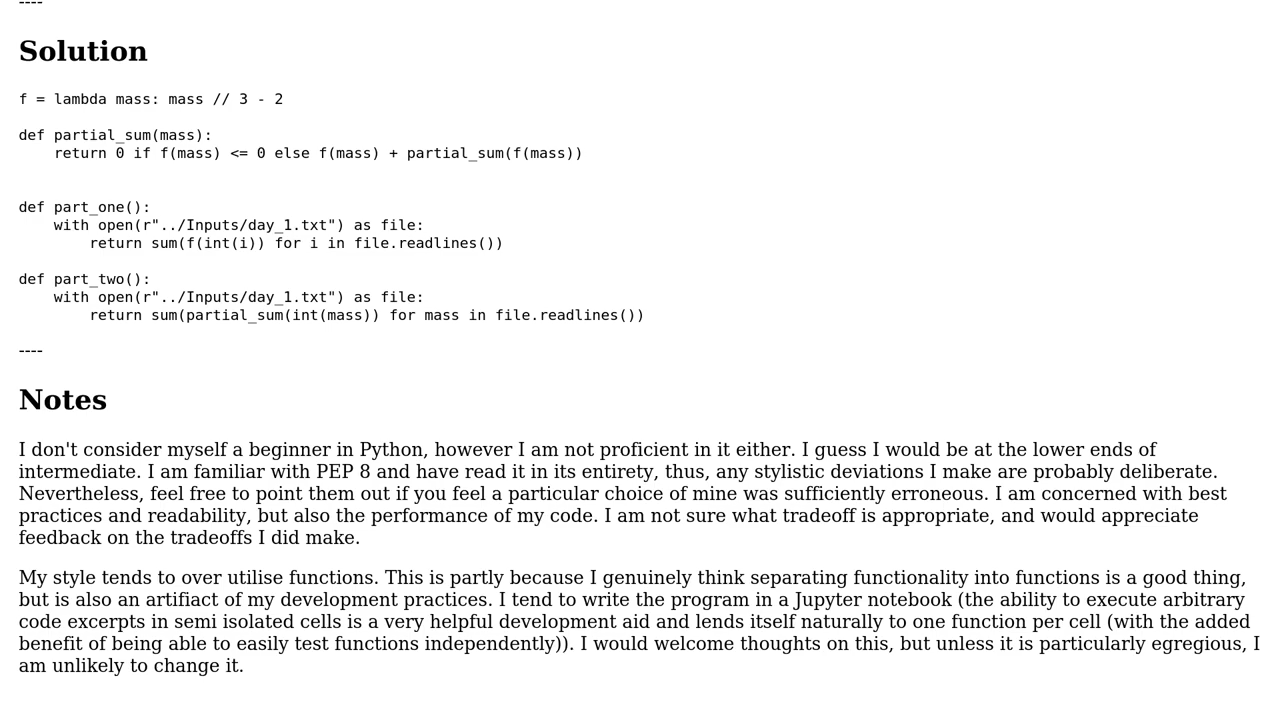 ----
Solution
f = lambda mass: mass // 3 - 2
def partial_sum(mass):
    return 0 if f(mass) <= 0 else f(mass) + partial_sum(f(mass))
def part_one():
    with open(r"../Inputs/day_1.txt") as file:
        return sum(f(int(i)) for i in file.readlines())
def part_two():
    with open(r"../Inputs/day_1.txt") as file:
        return sum(partial_sum(int(mass)) for mass in file.readlines())
----
Notes
I don't consider myself a beginner in Python, however I am not proficient in it either. I guess I would be at the lower ends of
intermediate. I am familiar with PEP 8 and have read it in its entirety, thus, any stylistic deviations I make are probably deliberate.
Nevertheless, feel free to point them out if you feel a particular choice of mine was sufficiently erroneous. I am concerned with best
practices and readability, but also the performance of my code. I am not sure what tradeoff is appropriate, and would appreciate
feedback on the tradeoffs I did make.
My style tends to over utilise functions. This is partly because I genuinely think separating functionality into functions is a good thing,
but is also an artifiact of my development practices. I tend to write the program in a Jupyter notebook (the ability to execute arbitrary
code excerpts in semi isolated cells is a very helpful development aid and lends itself naturally to one function per cell (with the added
benefit of being able to easily test functions independently)). I would welcome thoughts on this, but unless it is particularly egregious, I
am unlikely to change it.